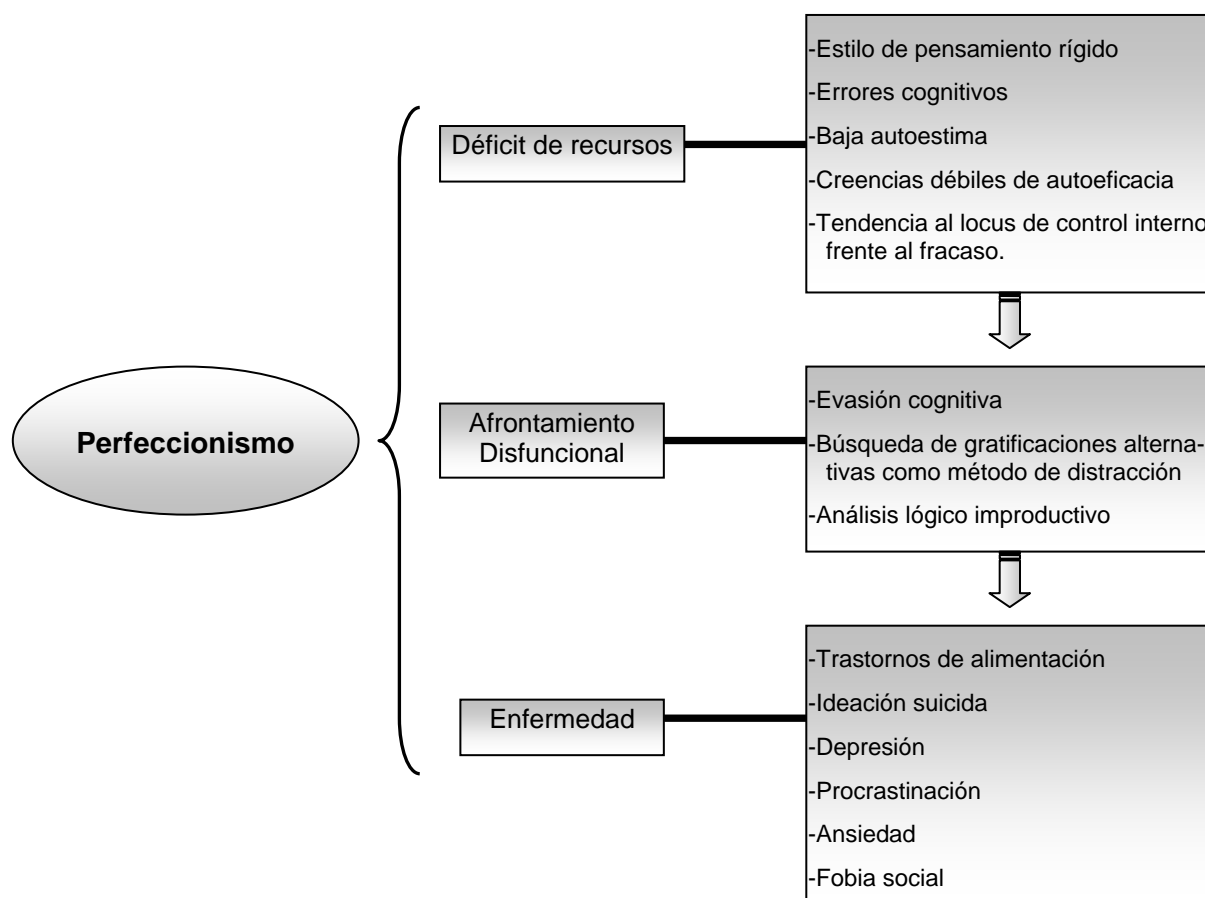 Perfeccionismo
Déficit de recursos
-Estilo de pensamiento rígido
-Errores cognitivos
-Baja autoestima
-Creencias débiles de autoeficacia
-Tendencia al locus de control interno
frente al fracaso.
Afrontamiento
Disfuncional
-Evasión cognitiva
-Búsqueda de gratificaciones alterna-
tivas como método de distracción
-Análisis lógico improductivo
Enfermedad
-Trastornos de alimentación
-Ideación suicida
-Depresión
-Procrastinación
-Ansiedad
-Fobia social